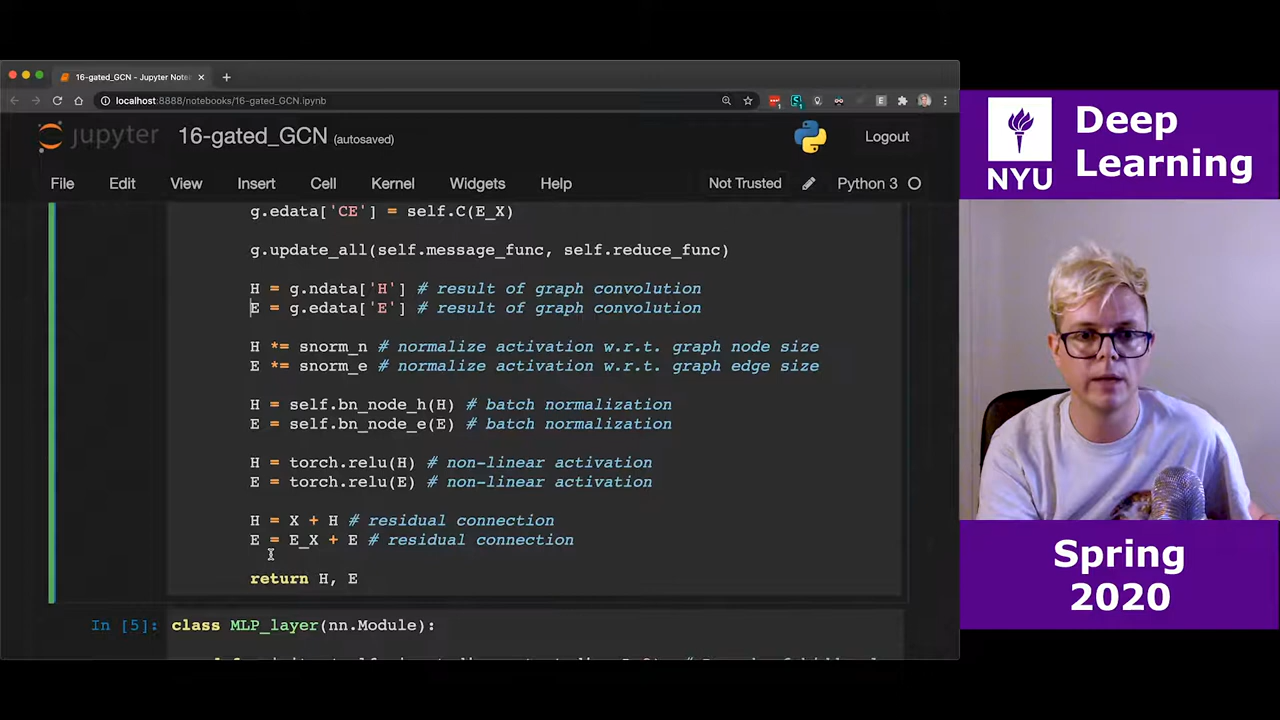 16-gated_GCN - Jupyter Note
localhost:8888/notebooks/16-gated_GCN.ipynb
jupyter 16-gated_GCN (autosaved) Logout
File Edit View Insert Cell Kernel Widgets Help Not Trusted Python 3
g.edata['CE'] = self.C(E_X)
g.update_all(self.message_func, self.reduce_func)
H = g.ndata['H'] # result of graph convolution
E = g.edata['E'] # result of graph convolution
H *= snorm_n # normalize activation w.r.t. graph node size
E *= snorm_e # normalize activation w.r.t. graph edge size
H = self.bn_node_h(H) # batch normalization
E = self.bn_node_e(E) # batch normalization
H = torch.relu(H) # non-linear activation
E = torch.relu(E) # non-linear activation
H = X + H # residual connection
E = E_X + E # residual connection
return H, E
In [5]: class MLP_layer(nn.Module):
NYU
Deep
Learning
Spring
2020